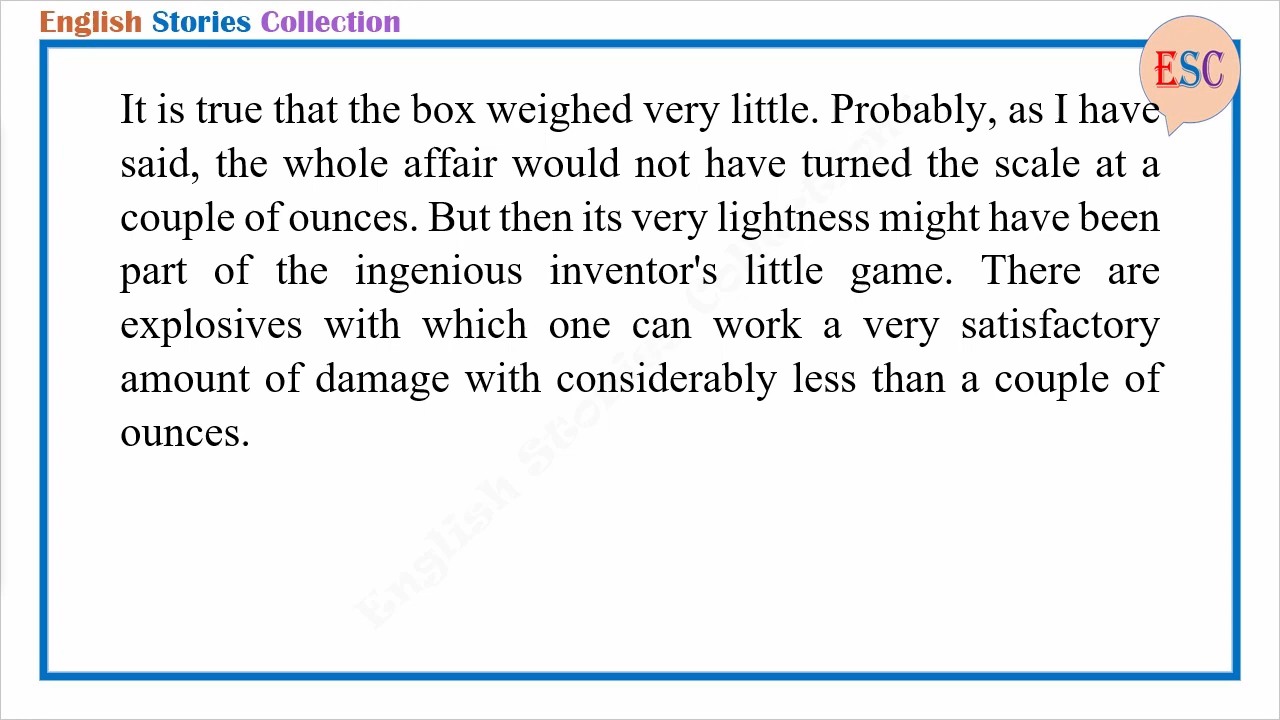 English Stories Collection
ESC
It is true that the box weighed very little. Probably, as I have
said, the whole affair would not have turned the scale at a
couple of ounces. But then its very lightness might have been
part of the ingenious inventor's little game. There are
explosives with which one can work a very satisfactory
amount of damage with considerably less than a couple of
ounces.
English Stories Collection